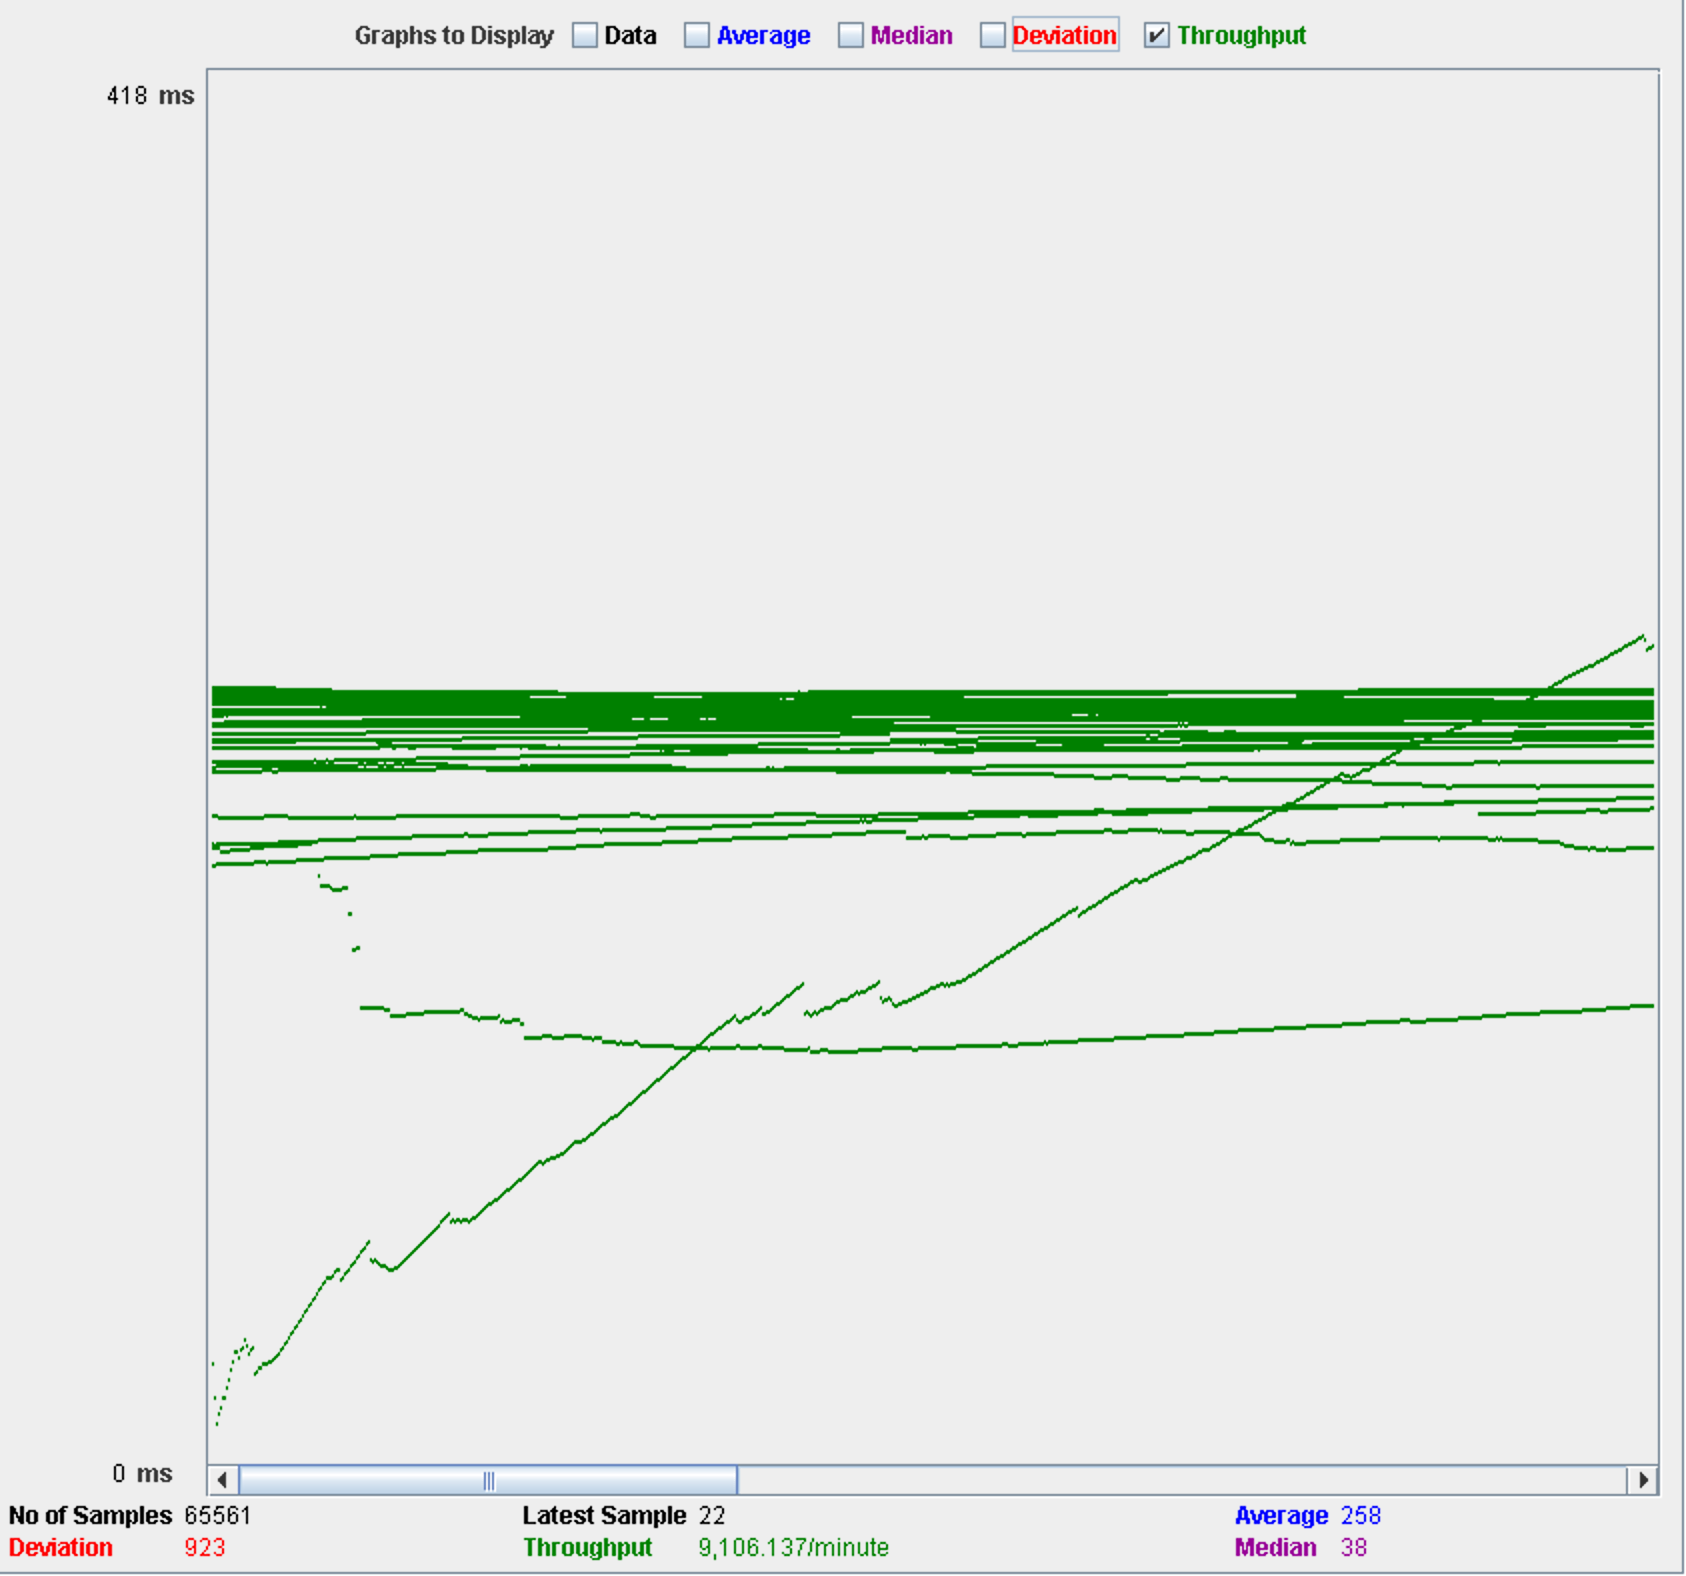 Graphs to Display Data Average Median Deviation Throughput
418 ms
0 ms
No of Samples 65561 Latest Sample 22 Average 258
Deviation 923 Throughput 9,106.137/minute Median 38